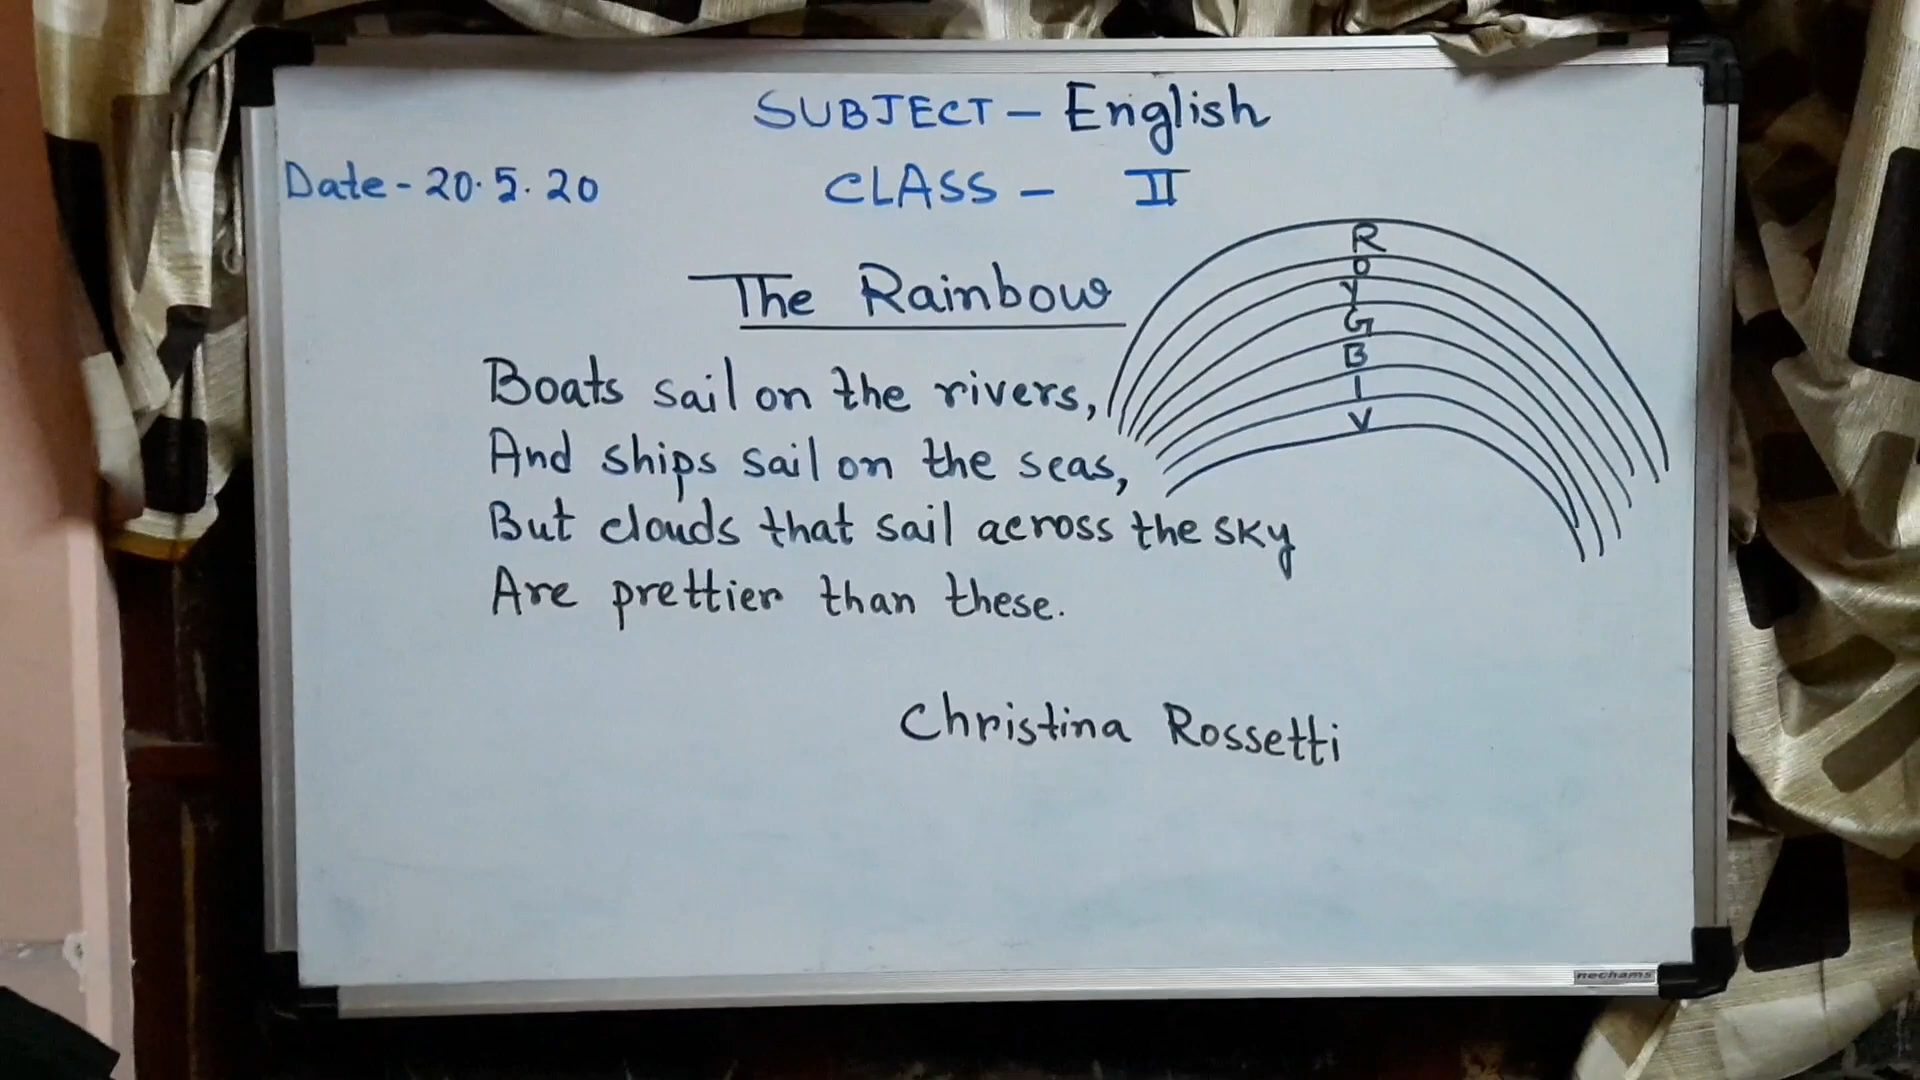 SUBJECT - English
Date - 20.5.20
CLASS - II
The Rainbow
R
O
Y
G
B
I
V
Boats sail on the rivers,
And ships sail on the seas,
But clouds that sail across the sky
Are prettier than these.
Christina Rossetti
nechams